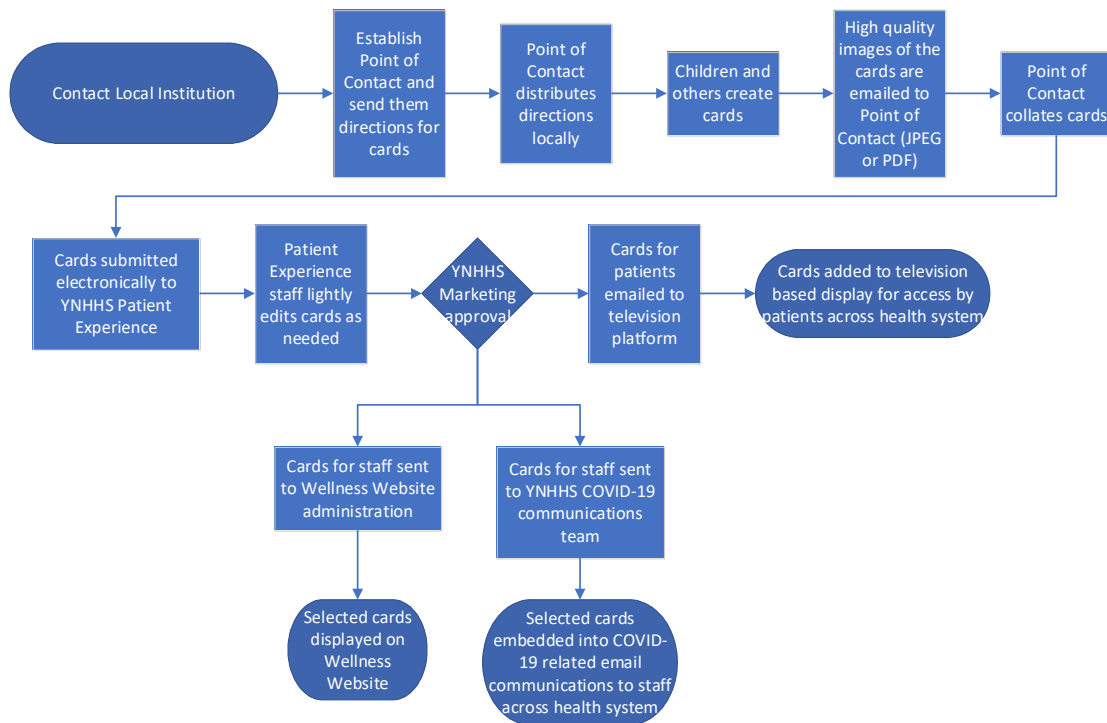 Contact Local Institution
Establish
Point of
Contact and
send them
directions for
cards
Point of
Contact
distributes
directions
locally
Children and
others create
cards
High quality
images of the
cards are
emailed to
Point of
Contact (JPEG
or PDF)
Point of
Contact
collates cards
Cards submitted
electronically to
YNHHS Patient
Experience
Patient
Experience
staff lightly
edits cards as
needed
YNHHS
Marketing
approval
Cards for
patients
emailed to
television
platform
Cards added to television
based display for access by
patients across health system
Cards for staff sent
to Wellness Website
administration
Cards for staff sent
to YNHHS COVID-19
communications
team
Selected cards
displayed on
Wellness
Website
Selected cards
embedded into COVID-
19 related email
communications to staff
across health system